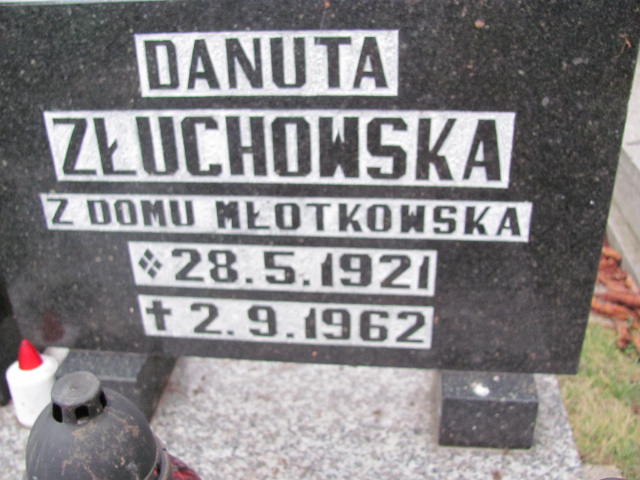 DANUTA
ZŁUCHOWSKA
Z DOMU MŁOTKOWSKA
28.5.1921
✝ 2.9.1962